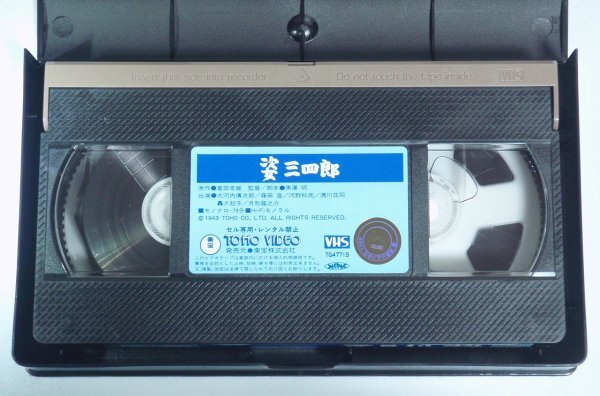 Insert this side into recorder △ Do not touch the tape inside VHS
姿三四郎
原作●富田常雄 監督/脚本●黒澤 明
出演●大河内傳次郎/藤田 進/河野秋武/清川荘司
轟夕起子/月形龍之介
■モノクロ・79分■Hi-Fiモノラル
©1943 TOHO CO., LTD. ALL RIGHTS RESERVED.
セル専用・レンタル禁止
TOHO VIDEO
発売元●東宝株式会社
VHS
TG4771S